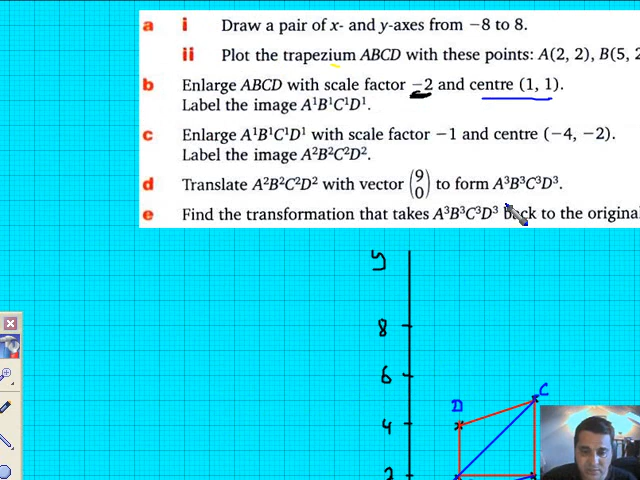 a i Draw a pair of x- and y-axes from −8 to 8.
ii Plot the trapezium ABCD with these points: A(2, 2), B(5, 2
b Enlarge ABCD with scale factor −2 and centre (1, 1).
Label the image A¹B¹C¹D¹.
c Enlarge A¹B¹C¹D¹ with scale factor −1 and centre (−4, −2).
Label the image A²B²C²D².
d Translate A²B²C²D² with vector (9 0) to form A³B³C³D³.
e Find the transformation that takes A³B³C³D³ back to the original
y
8
6
D C
4
2